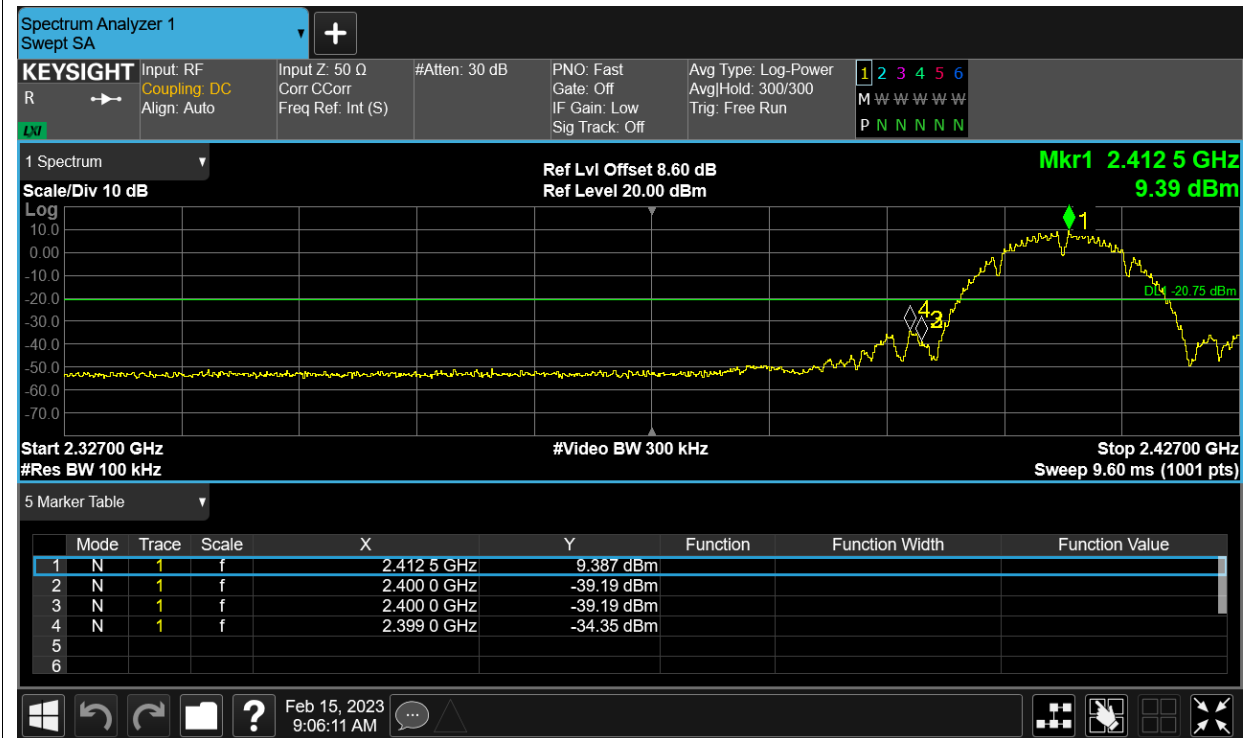 Spectrum Analyzer 1
Swept SA
+
KEYSIGHT Input: RF Input Z: 50 Ω #Atten: 30 dB PNO: Fast Avg Type: Log-Power 1 2 3 4 5 6
R Coupling: DC Corr CCorr Gate: Off Avg|Hold: 300/300 M W W W W W
Align: Auto Freq Ref: Int (S) IF Gain: Low Trig: Free Run
LXI Sig Track: Off P N N N N N
1 Spectrum Ref Lvl Offset 8.60 dB Mkr1 2.412 5 GHz
Scale/Div 10 dB Ref Level 20.00 dBm 9.39 dBm
Log
1
10.0
0.00
-10.0
-20.0
DL1 -20.75 dBm
-30.0
4
-40.0
-50.0
-60.0
-70.0
Start 2.32700 GHz #Video BW 300 kHz Stop 2.42700 GHz
#Res BW 100 kHz Sweep 9.60 ms (1001 pts)
5 Marker Table
Mode Trace Scale X Y Function Function Width Function Value
1 N 1 f 2.412 5 GHz 9.387 dBm
2 N 1 f 2.400 0 GHz -39.19 dBm
3 N 1 f 2.400 0 GHz -39.19 dBm
4 N 1 f 2.399 0 GHz -34.35 dBm
5
6
? Feb 15, 2023
9:06:11 AM